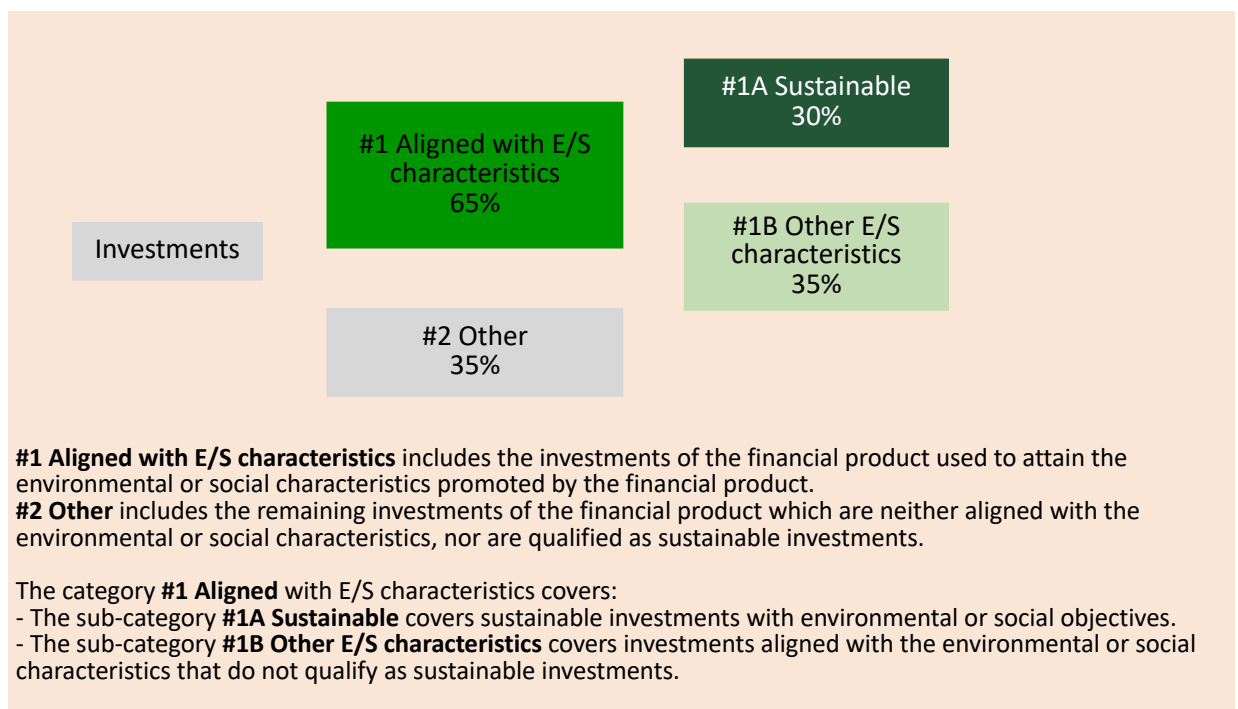 #1A Sustainable
30%
#1 Aligned with E/S
characteristics
65%
#1B Other E/S
characteristics
35%
Investments
#2 Other
35%
#1 Aligned with E/S characteristics includes the investments of the financial product used to attain the
environmental or social characteristics promoted by the financial product.
#2 Other includes the remaining investments of the financial product which are neither aligned with the
environmental or social characteristics, nor are qualified as sustainable investments.
The category #1 Aligned with E/S characteristics covers:
- The sub-category #1A Sustainable covers sustainable investments with environmental or social objectives.
- The sub-category #1B Other E/S characteristics covers investments aligned with the environmental or social
characteristics that do not qualify as sustainable investments.